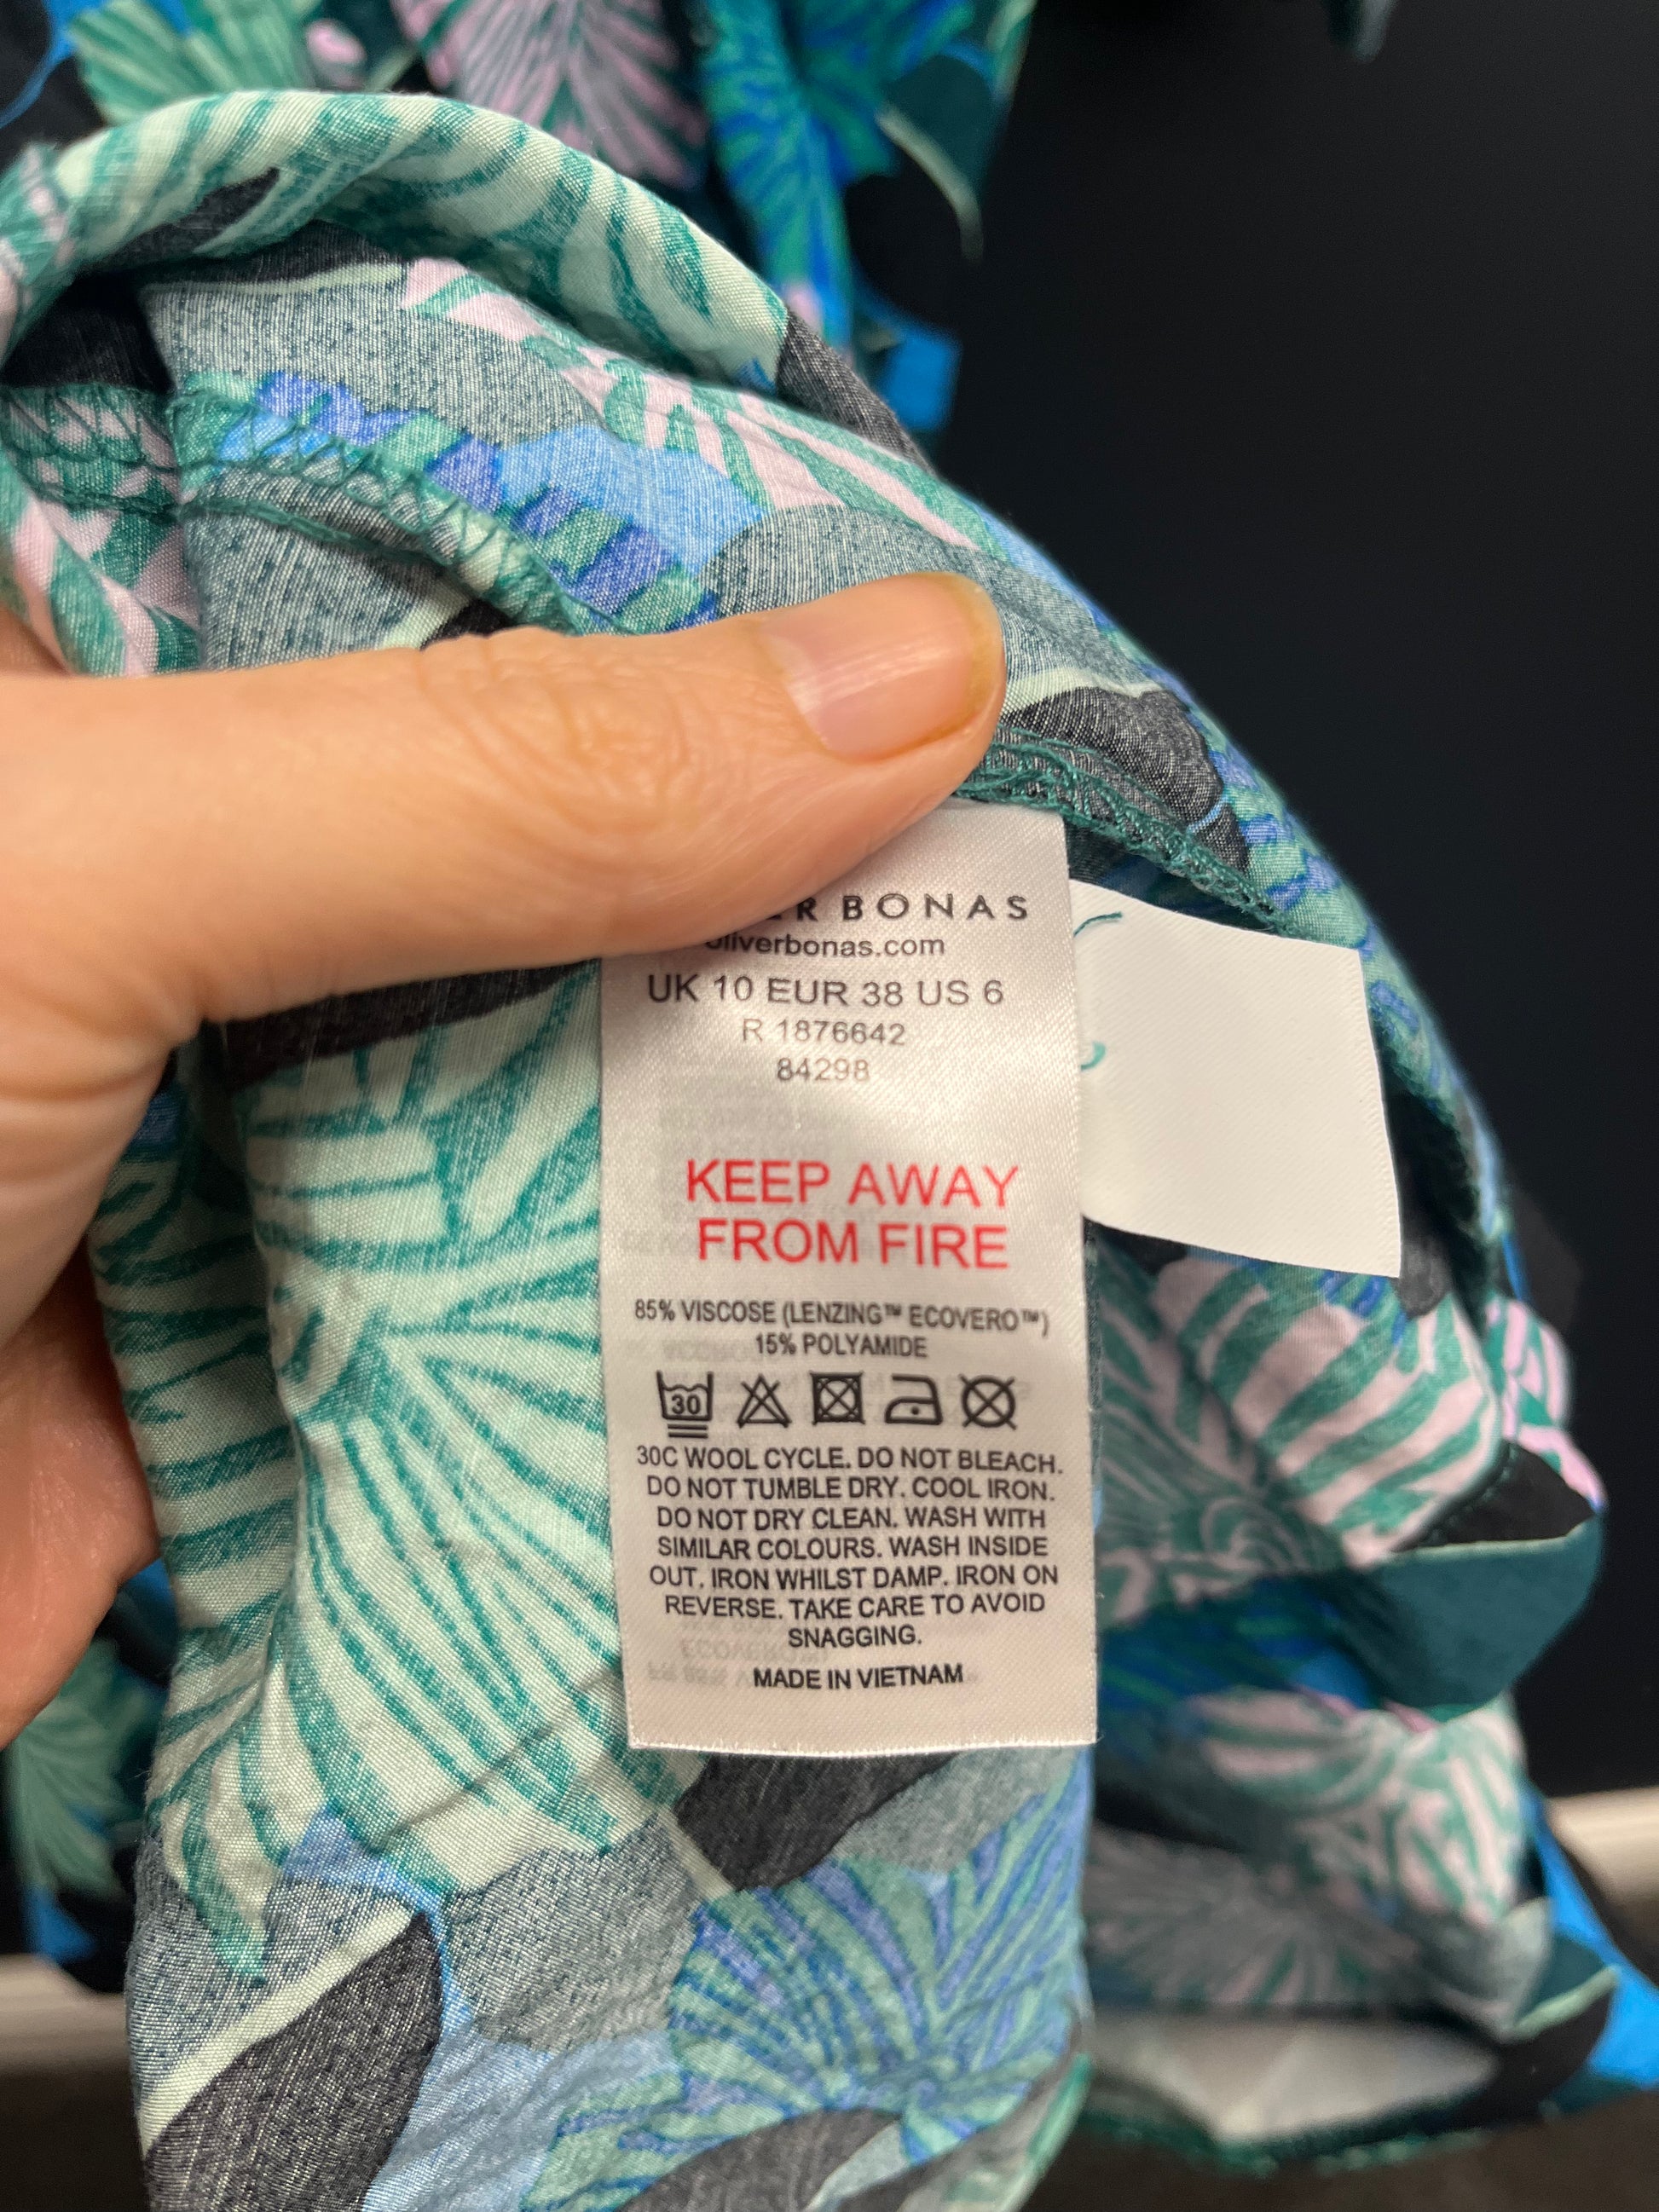 BONAS
oliverbonas.com
UK 10 EUR 38 US 6
R 1876642
84298
KEEP AWAY
FROM FIRE
85% VISCOSE (LENZING™ ECOVERO™)
15% POLYAMIDE
30
30C WOOL CYCLE. DO NOT BLEACH.
DO NOT TUMBLE DRY. COOL IRON.
DO NOT DRY CLEAN. WASH WITH
SIMILAR COLOURS. WASH INSIDE
OUT. IRON WHILST DAMP. IRON ON
REVERSE. TAKE CARE TO AVOID
SNAGGING.
MADE IN VIETNAM